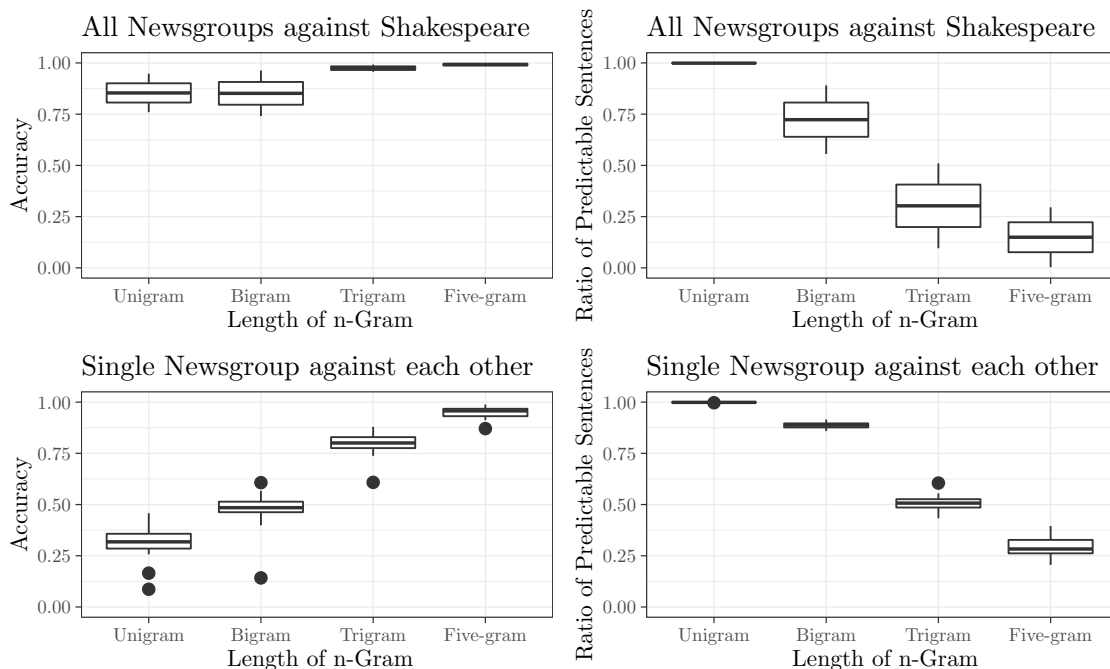 All Newsgroups against Shakespeare
Accuracy
1.00
0.75
0.50
0.25
0.00
Unigram Bigram Trigram Five-gram
Length of n-Gram
All Newsgroups against Shakespeare
Ratio of Predictable Sentences
1.00
0.75
0.50
0.25
0.00
Unigram Bigram Trigram Five-gram
Length of n-Gram
Single Newsgroup against each other
Accuracy
1.00
0.75
0.50
0.25
0.00
Unigram Bigram Trigram Five-gram
Length of n-Gram
Single Newsgroup against each other
Ratio of Predictable Sentences
1.00
0.75
0.50
0.25
0.00
Unigram Bigram Trigram Five-gram
Length of n-Gram